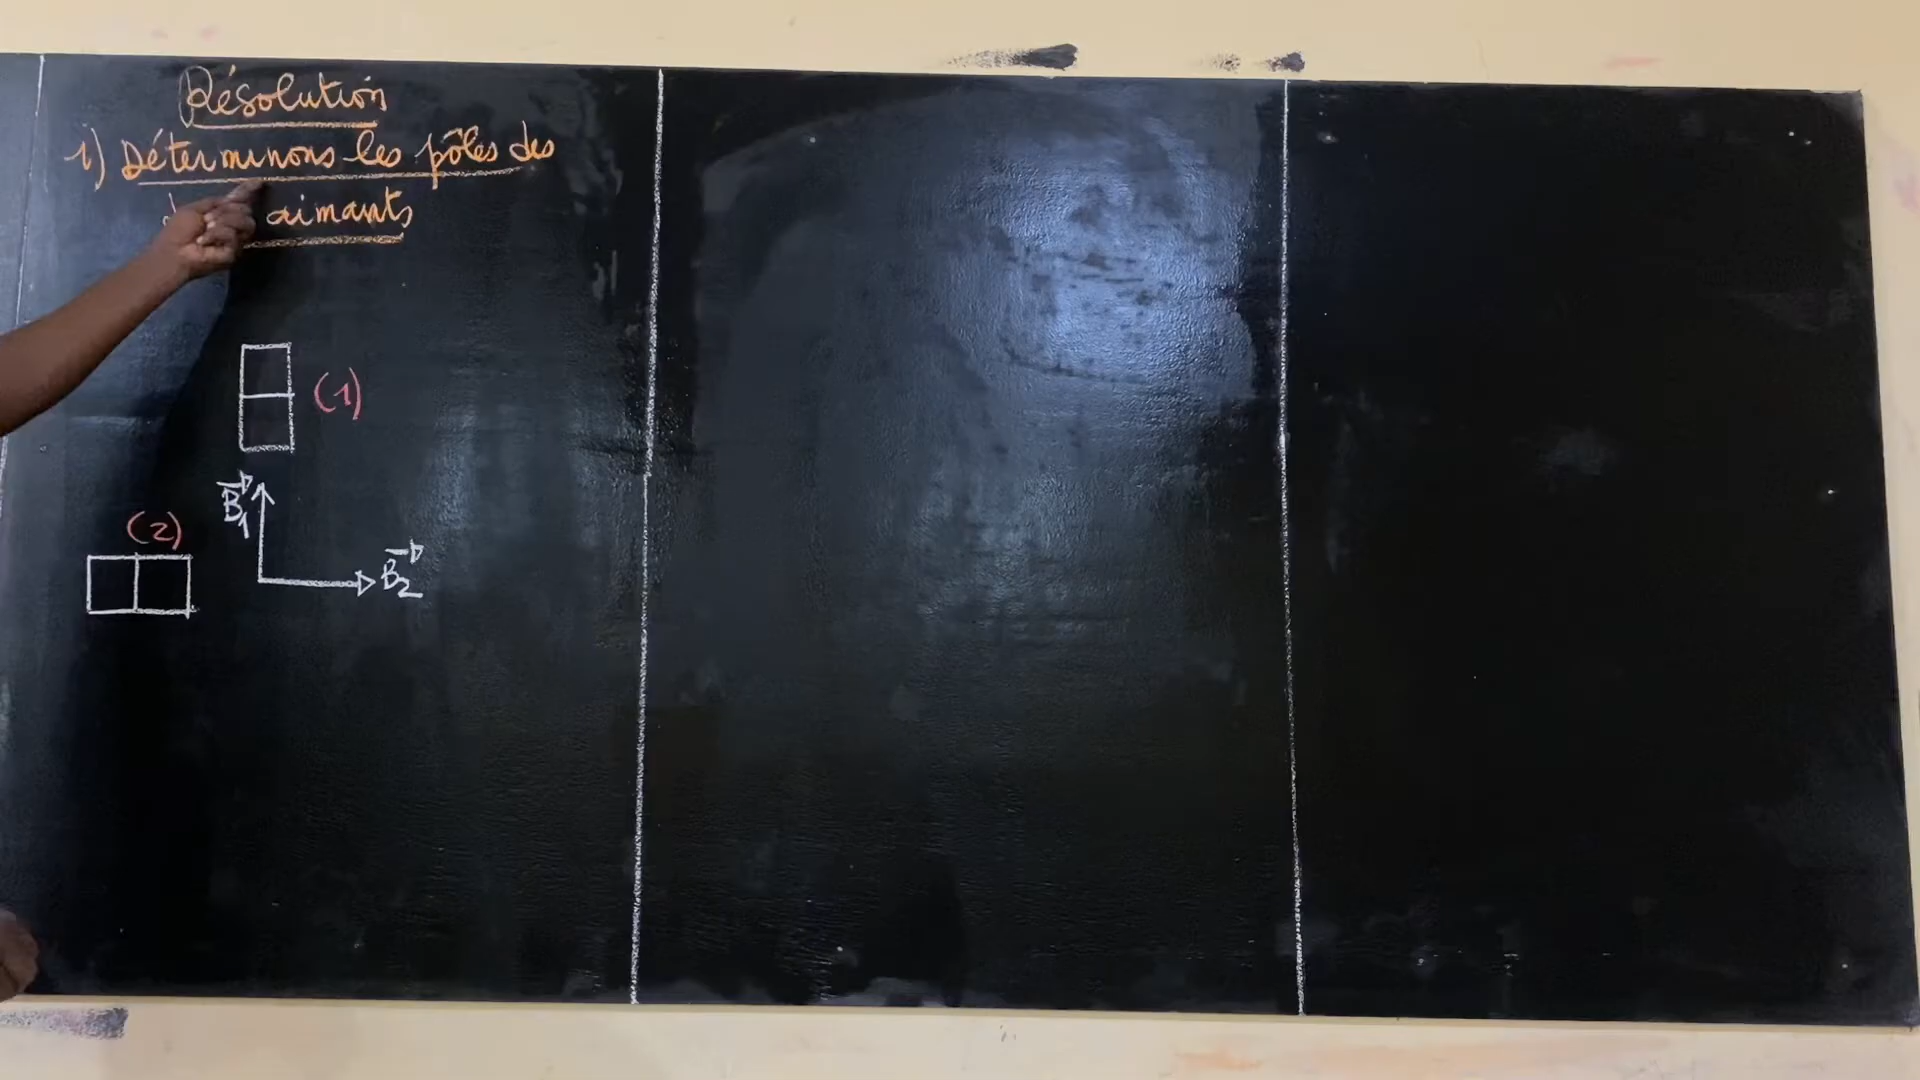 Résolution
1) Déterminons les pôles des
aimants
(1)
B1
(2)
B2